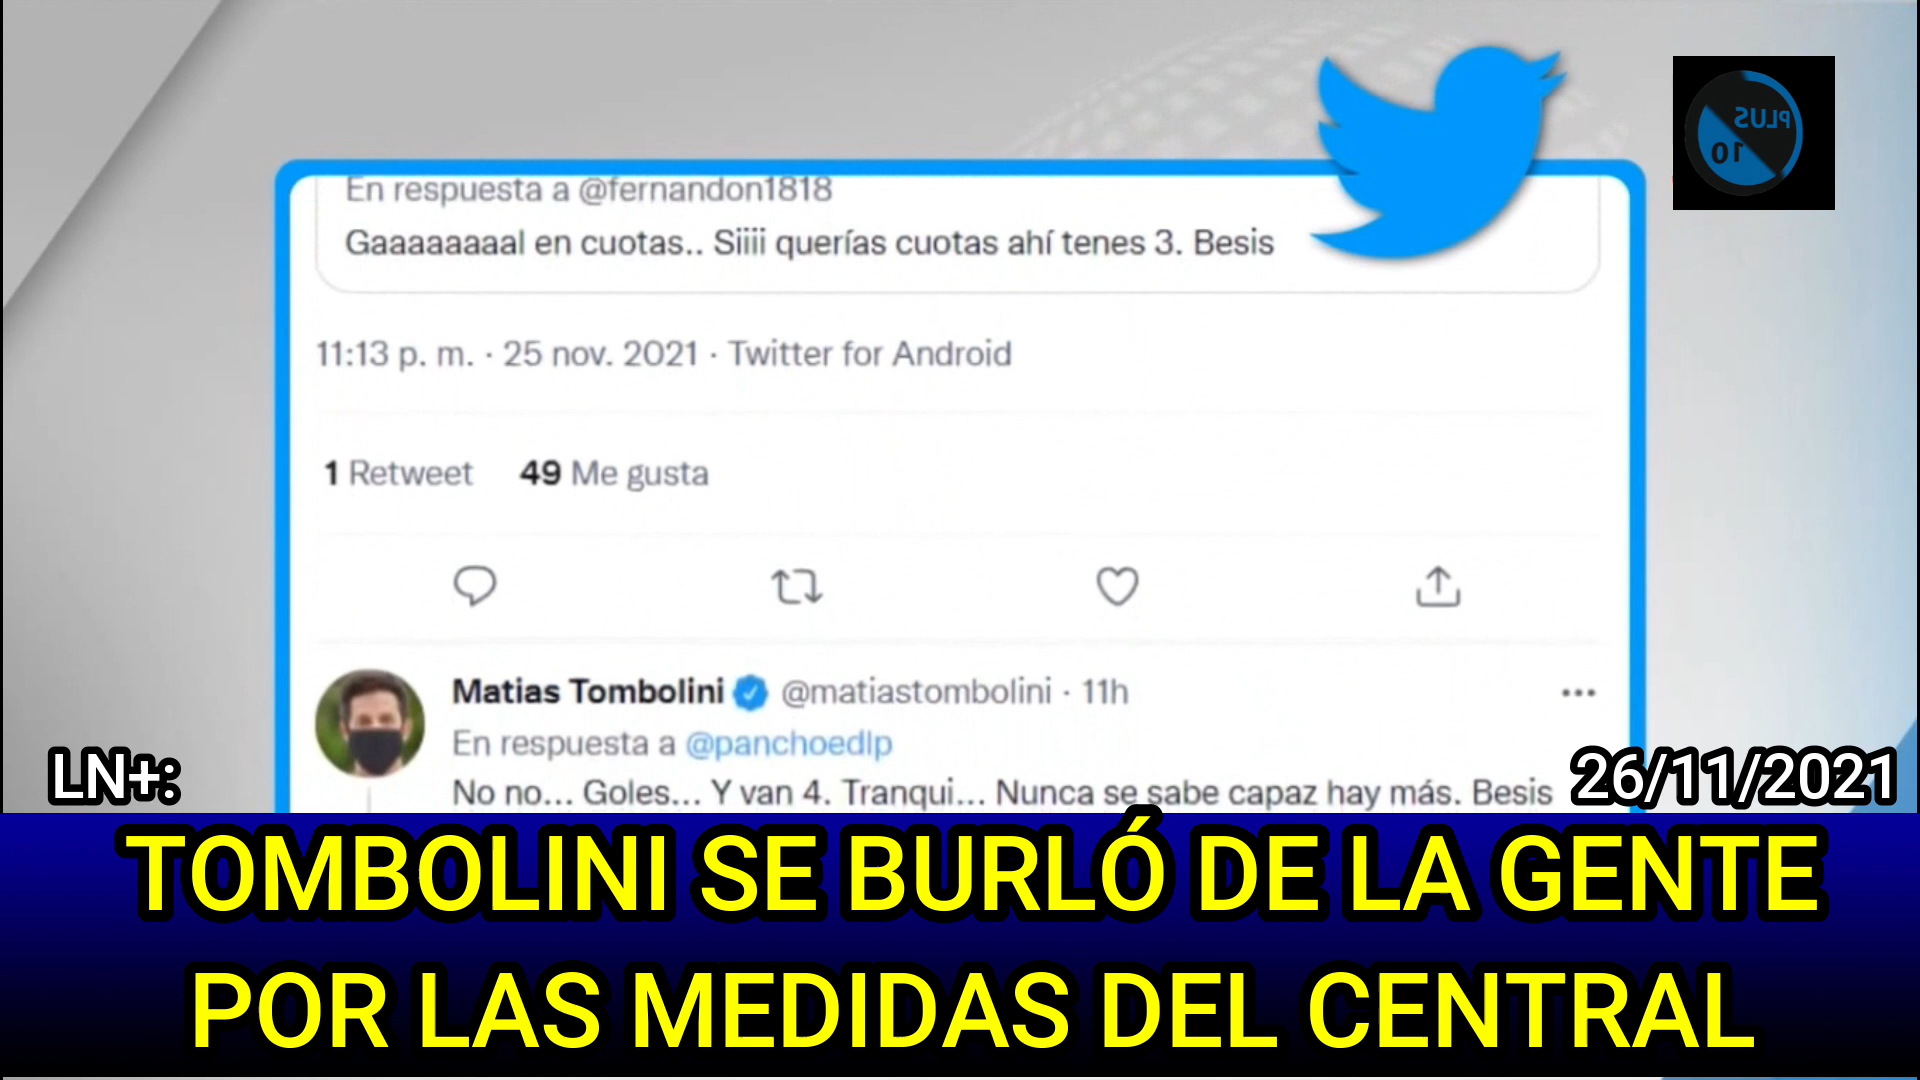 PLUS
10
En respuesta a @fernandon1818
Gaaaaaaaal en cuotas.. Siiii querías cuotas ahí tenes 3. Besis
11:13 p. m. · 25 nov. 2021 · Twitter for Android
1 Retweet 49 Me gusta
Matias Tombolini @matiastombolini · 11h
En respuesta a @panchoedlp
No no... Goles... Y van 4. Tranqui... Nunca se sabe capaz hay más. Besis
LN+: 26/11/2021
TOMBOLINI SE BURLÓ DE LA GENTE
POR LAS MEDIDAS DEL CENTRAL